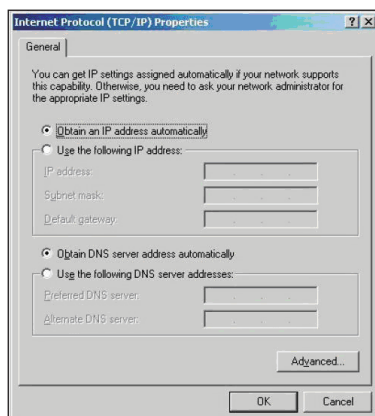 Internet Protocol (TCP/IP) Properties
General
You can get IP settings assigned automatically if your network supports
this capability. Otherwise, you need to ask your network administrator for
the appropriate IP settings.
Obtain an IP address automatically
Use the following IP address:
IP address:
Subnet mask:
Default gateway:
Obtain DNS server address automatically
Use the following DNS server addresses:
Preferred DNS server:
Alternate DNS server:
Advanced...
OK
Cancel